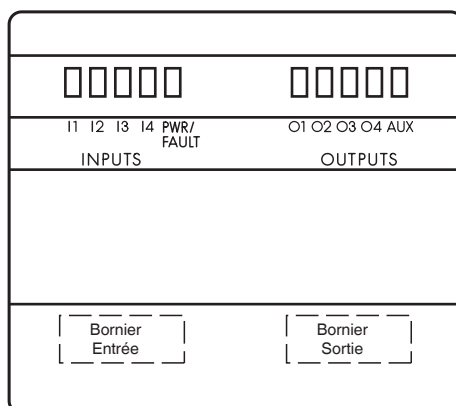 I1 I2 I3 I4 PWR/ FAULT
INPUTS
O1 O2 O3 O4 AUX
OUTPUTS
Bornier
Entrée
Bornier
Sortie